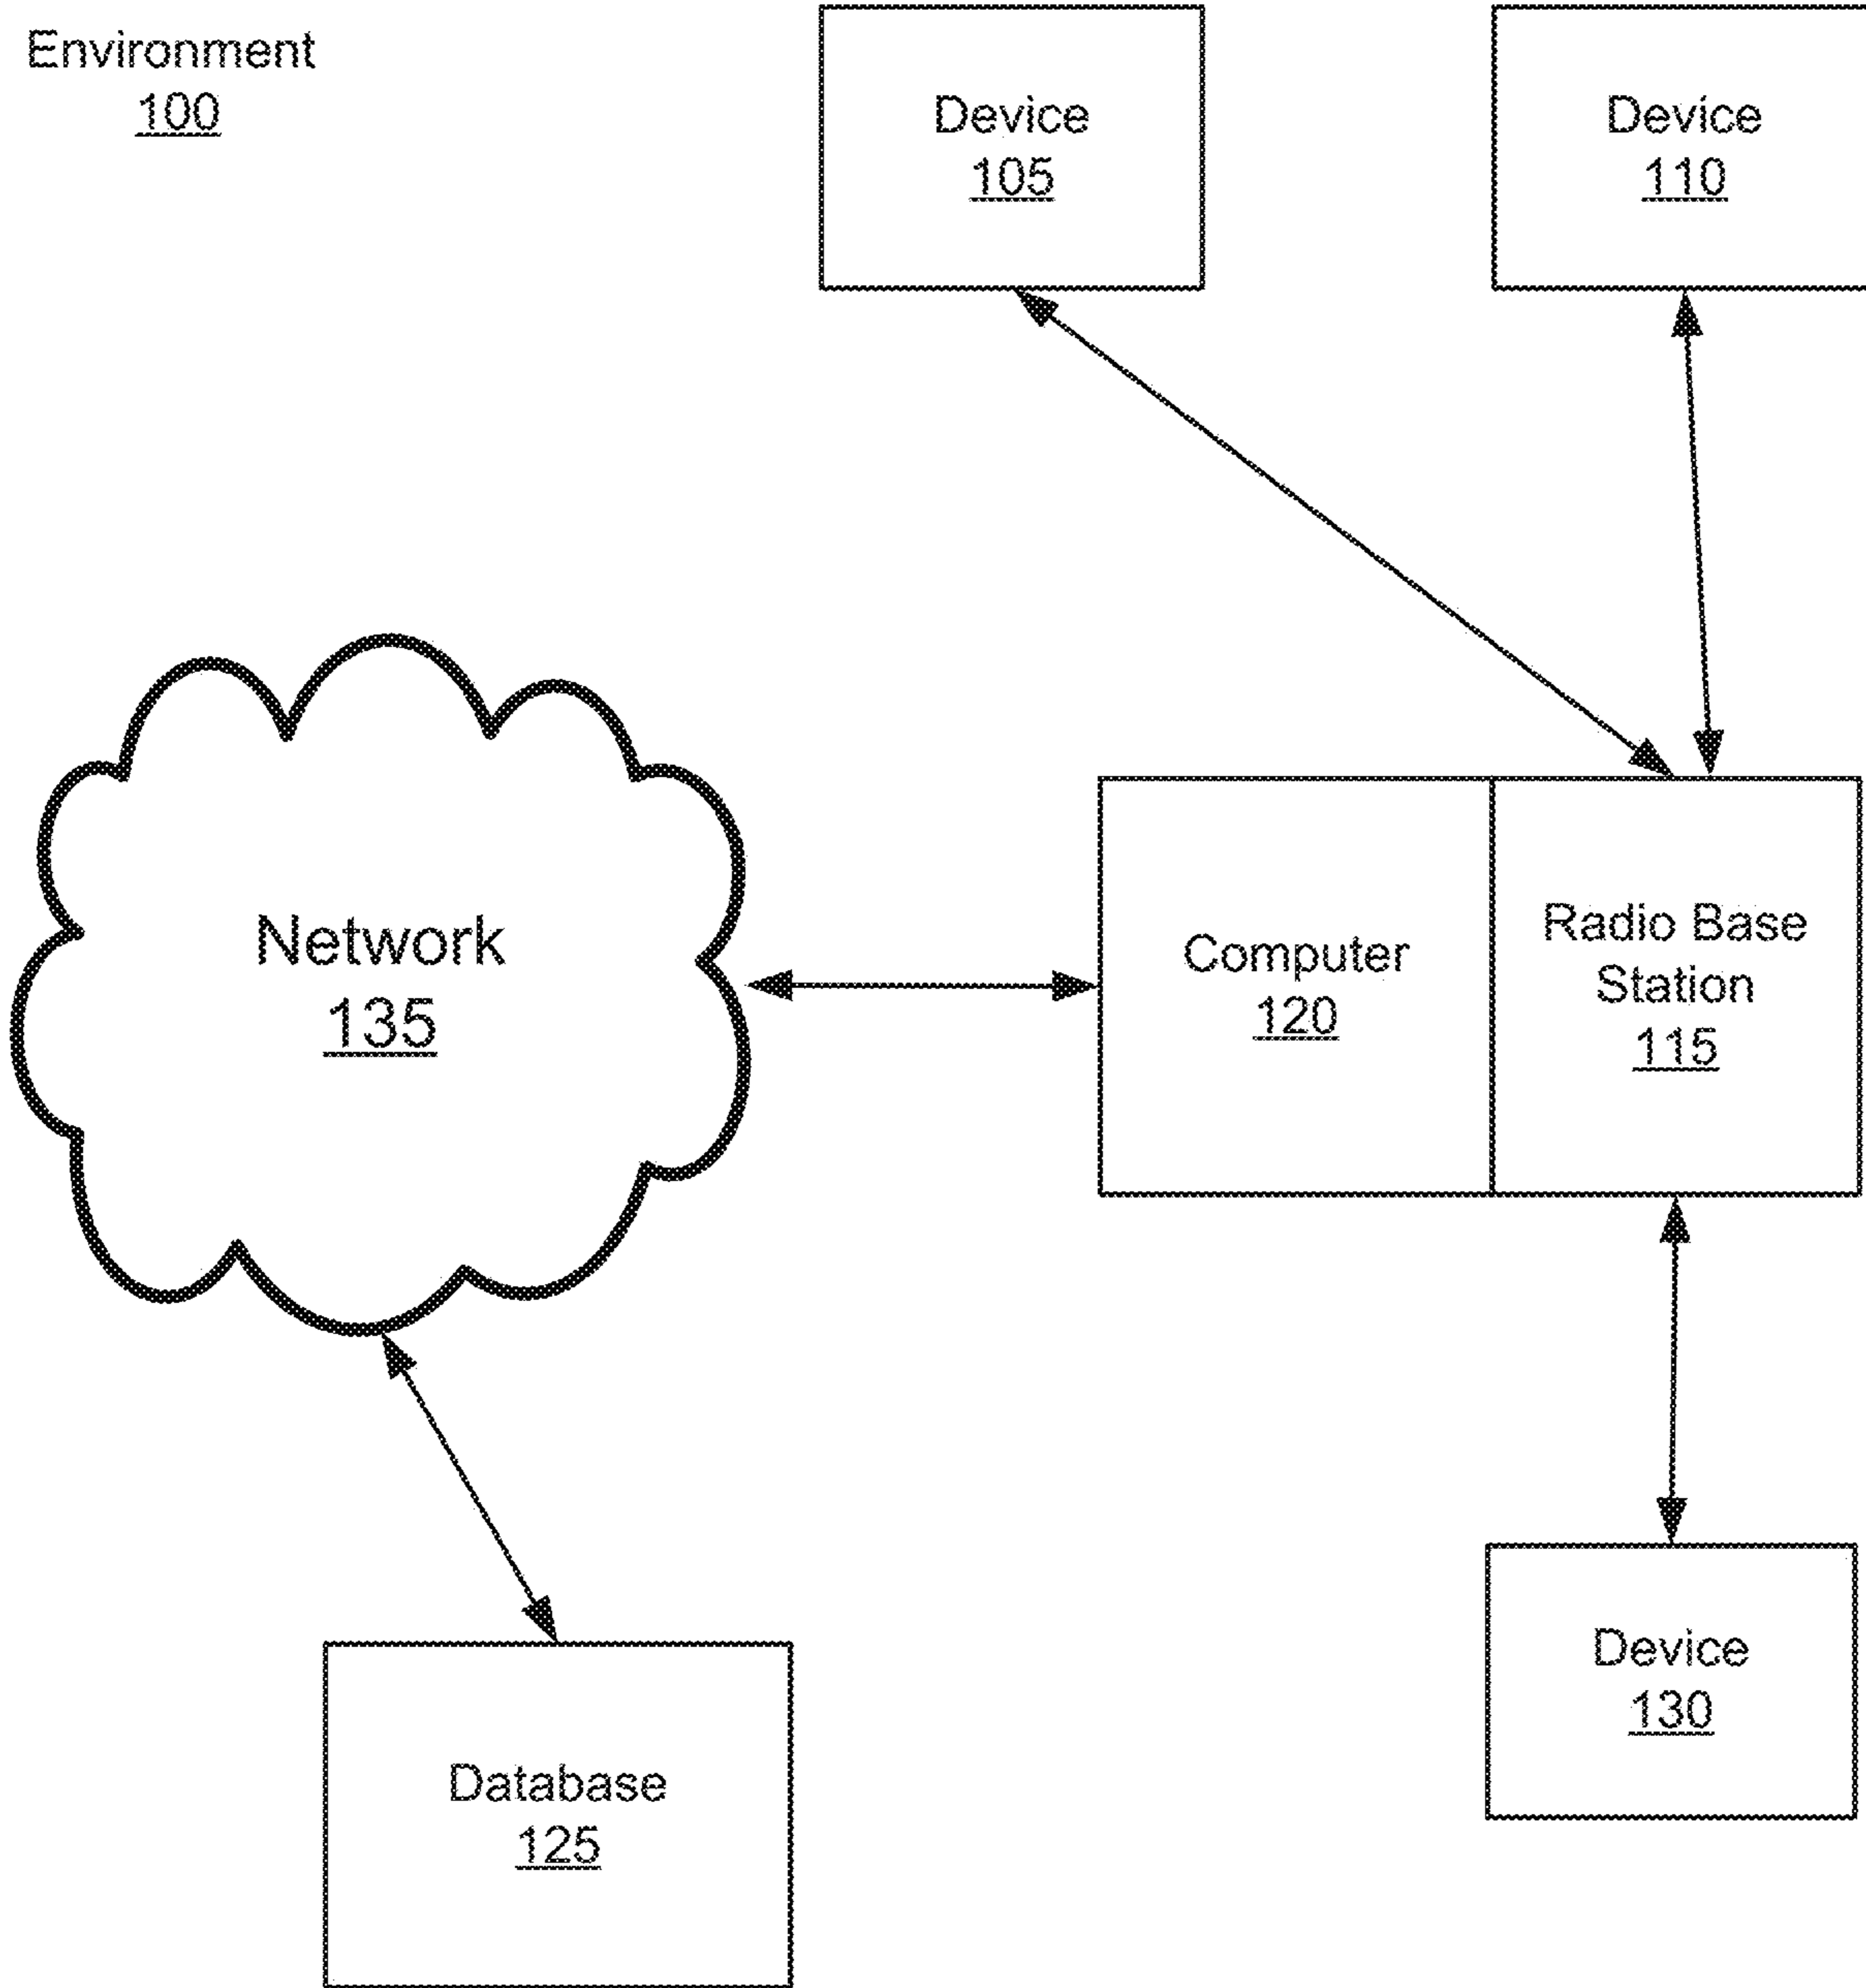 Environment
100
Device
105
Device
110
Network
135
Computer
120
Radio Base
Station
115
Device
130
Database
125